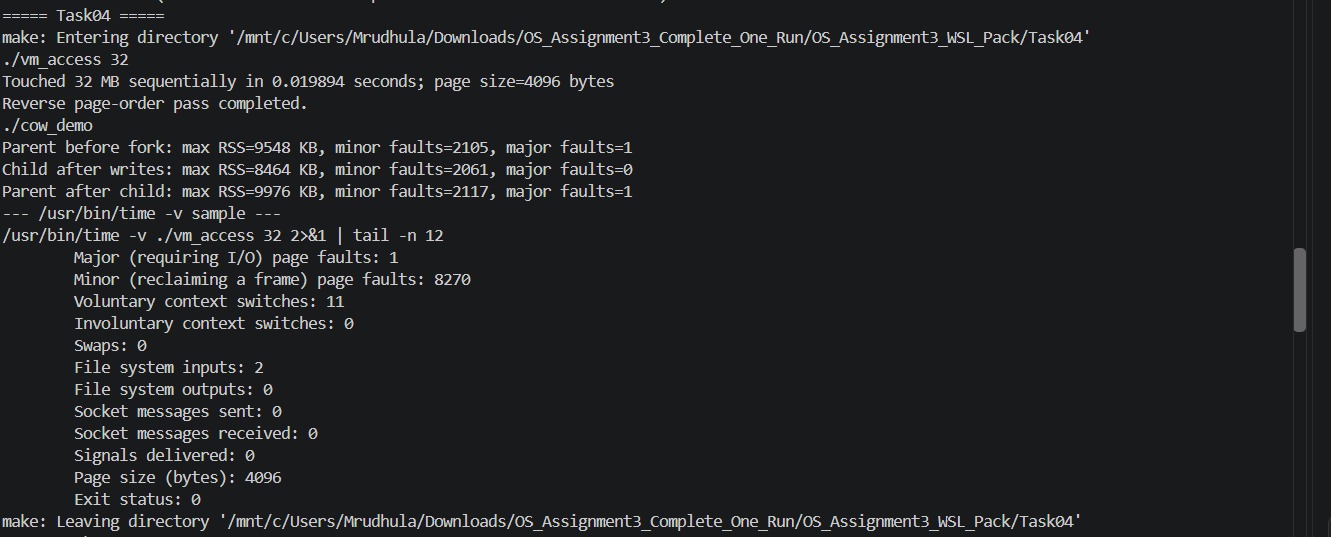 ===== Task04 =====
make: Entering directory '/mnt/c/Users/Mrudhula/Downloads/OS_Assignment3_Complete_One_Run/OS_Assignment3_WSL_Pack/Task04'
./vm_access 32
Touched 32 MB sequentially in 0.019894 seconds; page size=4096 bytes
Reverse page-order pass completed.
./cow_demo
Parent before fork: max RSS=9548 KB, minor faults=2105, major faults=1
Child after writes: max RSS=8464 KB, minor faults=2061, major faults=0
Parent after child: max RSS=9976 KB, minor faults=2117, major faults=1
--- /usr/bin/time -v sample ---
/usr/bin/time -v ./vm_access 32 2>&1 | tail -n 12
        Major (requiring I/O) page faults: 1
        Minor (reclaiming a frame) page faults: 8270
        Voluntary context switches: 11
        Involuntary context switches: 0
        Swaps: 0
        File system inputs: 2
        File system outputs: 0
        Socket messages sent: 0
        Socket messages received: 0
        Signals delivered: 0
        Page size (bytes): 4096
        Exit status: 0
make: Leaving directory '/mnt/c/Users/Mrudhula/Downloads/OS_Assignment3_Complete_One_Run/OS_Assignment3_WSL_Pack/Task04'